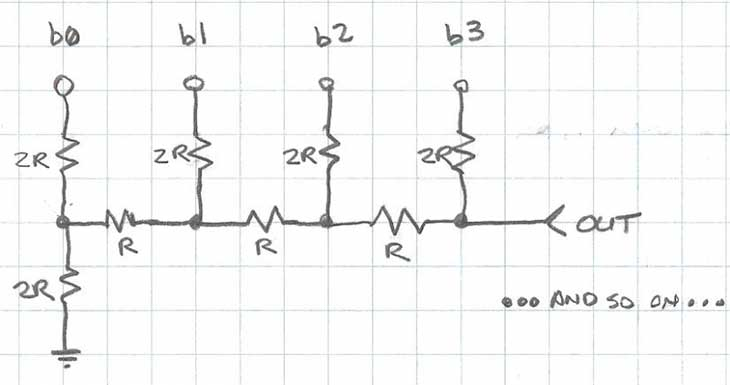 b0 b1 b2 b3
2R 2R 2R 2R
R R R
OUT
2R
... AND SO ON ...